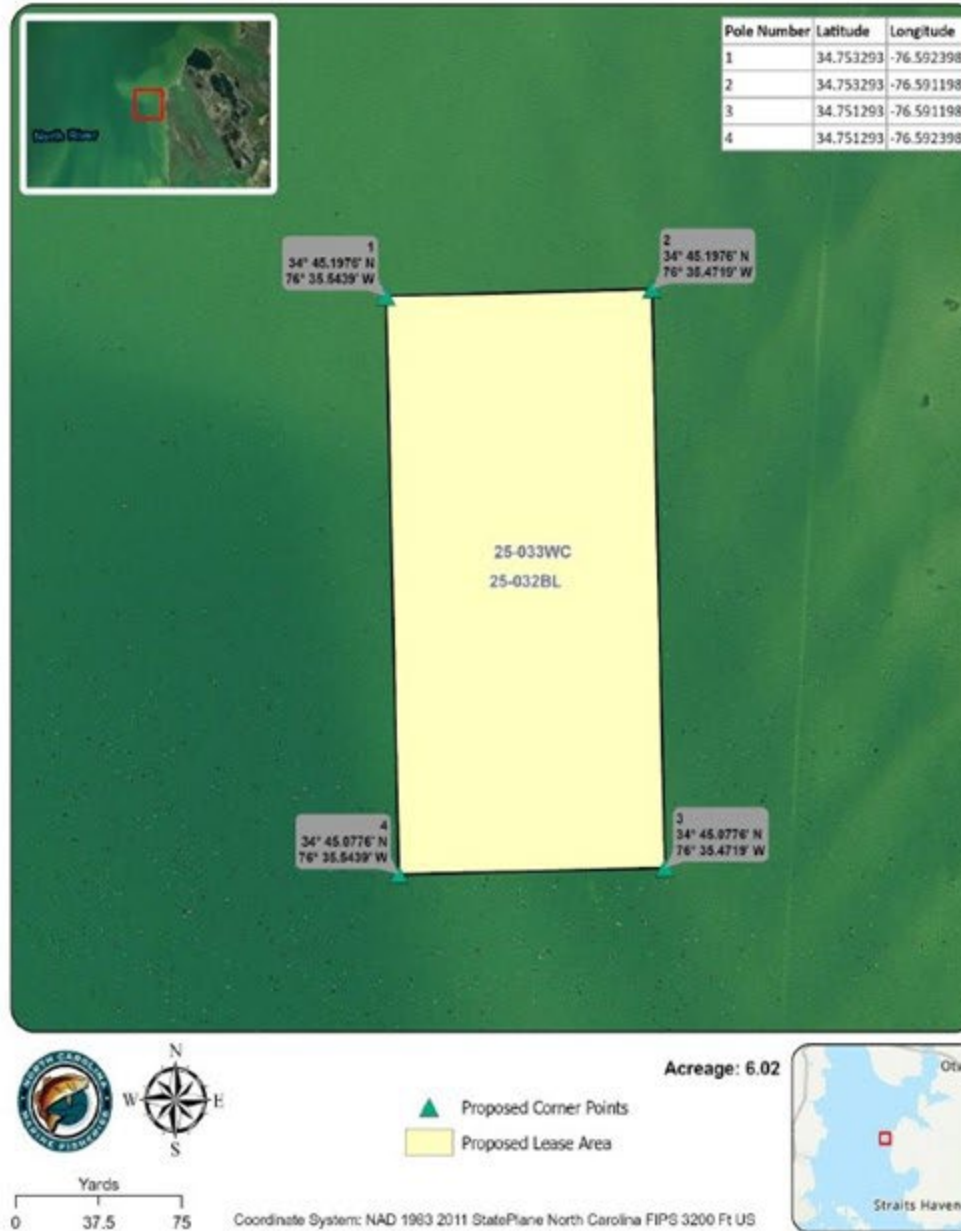 North River
Pole Number Latitude Longitude
1 34.753293 -76.592398
2 34.753293 -76.591198
3 34.751293 -76.591198
4 34.751293 -76.592398
1
34° 45.1976' N
76° 35.5439' W
2
34° 45.1976' N
76° 35.4719' W
25-033WC
25-032BL
4
34° 45.0776' N
76° 35.5439' W
3
34° 45.0776' N
76° 35.4719' W
NORTH CAROLINA
MARINE FISHERIES
N
W E
S
Acreage: 6.02
Proposed Corner Points
Proposed Lease Area
Yards
0 37.5 75
Coordinate System: NAD 1983 2011 StatePlane North Carolina FIPS 3200 Ft US
Straits Haven